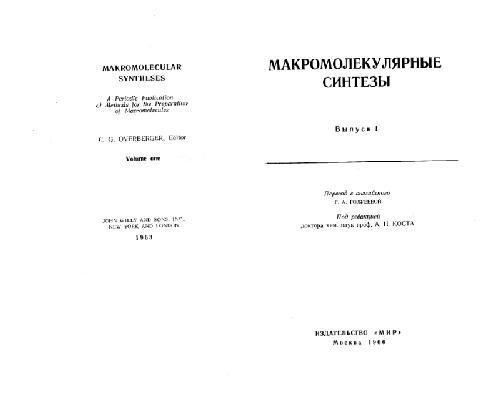 MAKROMOLECULAR
SYNTHESES
A Periodic Publication
of Methods for the Preparation
of Macromolecules
C. G. OVERBERGER, Editor
Volume one
JOHN WILEY AND SONS, INC.,
NEW YORK AND LONDON
1963
МАКРОМОЛЕКУЛЯРНЫЕ
СИНТЕЗЫ
Выпуск 1
Перевод с английского
Г. А.
Под редакцией
доктора хим. наук проф. А. Н. КОСТА
ИЗДАТЕЛЬСТВО «МИР»
Москва 1966